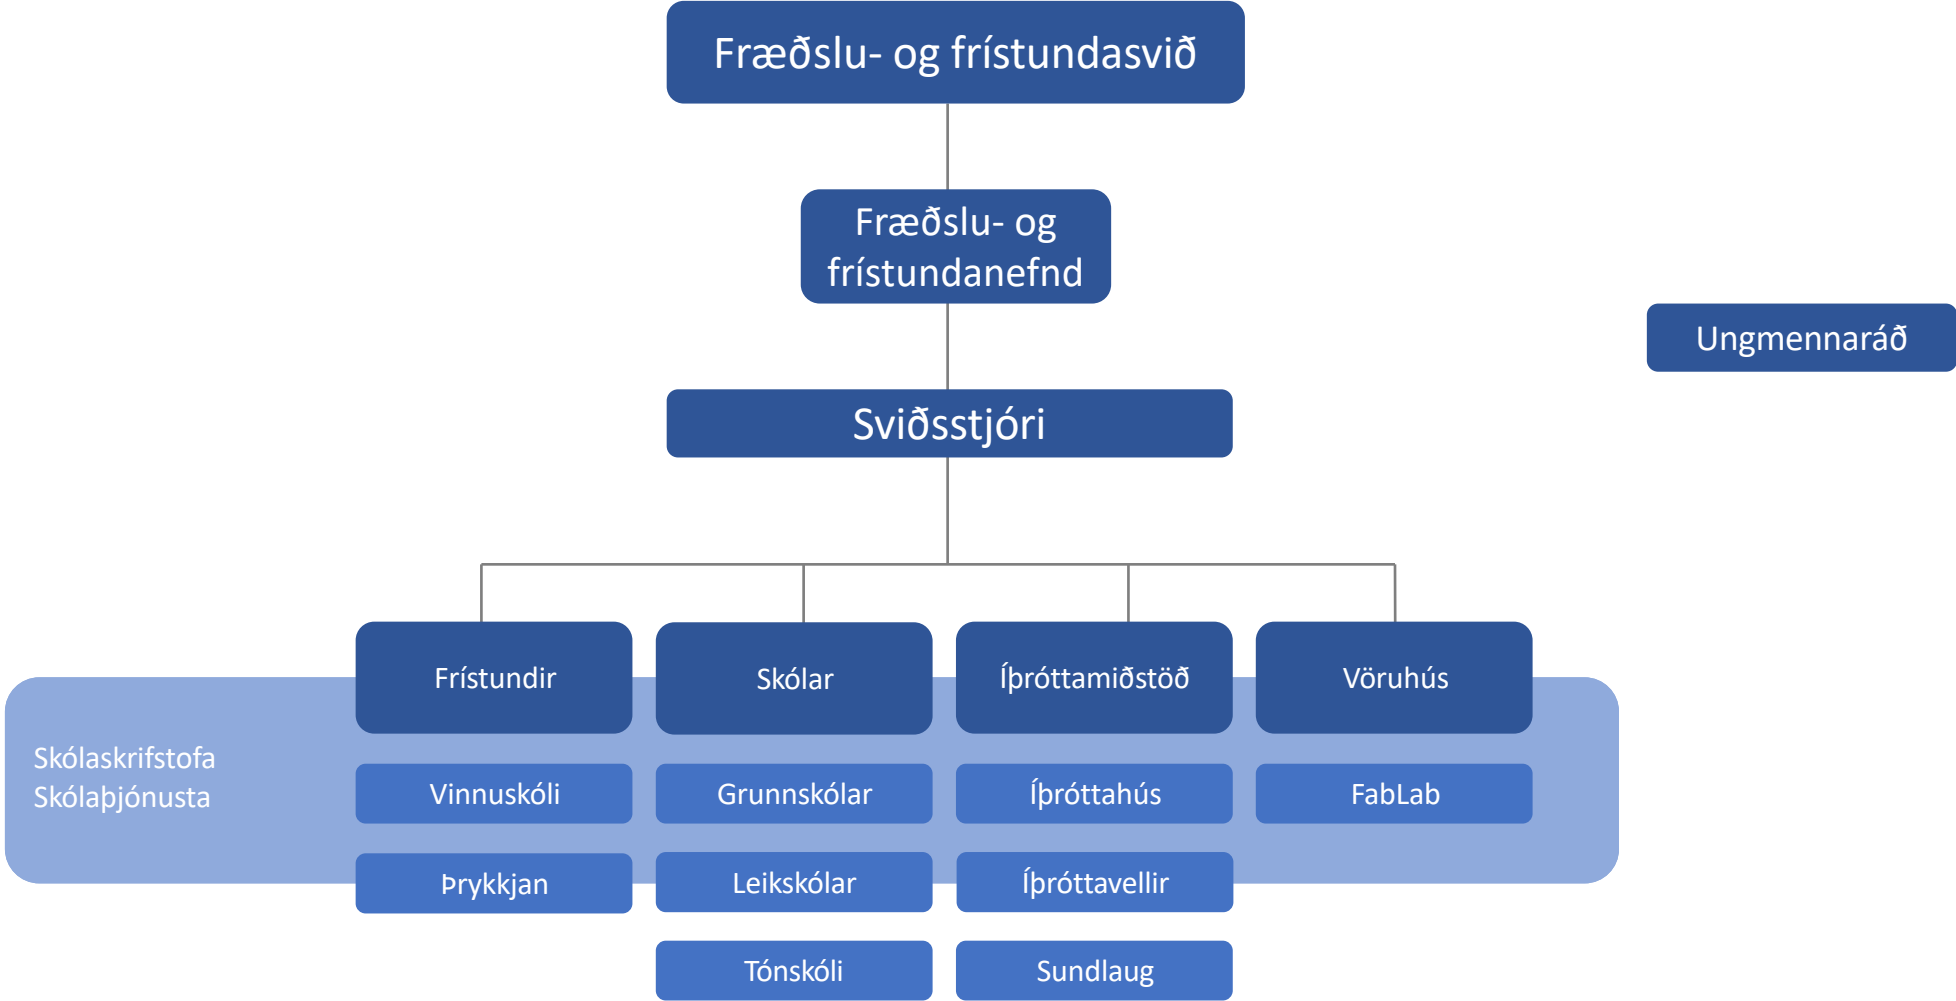 Fræðslu- og frístundasvið
Fræðslu- og
frístundanefnd
Ungmennaráð
Sviðsstjóri
Frístundir
Skólar
Íþróttamiðstöð
Vöruhús
Skólaskrifstofa
Skólaþjónusta
Vinnuskóli
Grunnskólar
Íþróttahús
FabLab
Þrykkjan
Leikskólar
Íþróttavellir
Tónskóli
Sundlaug